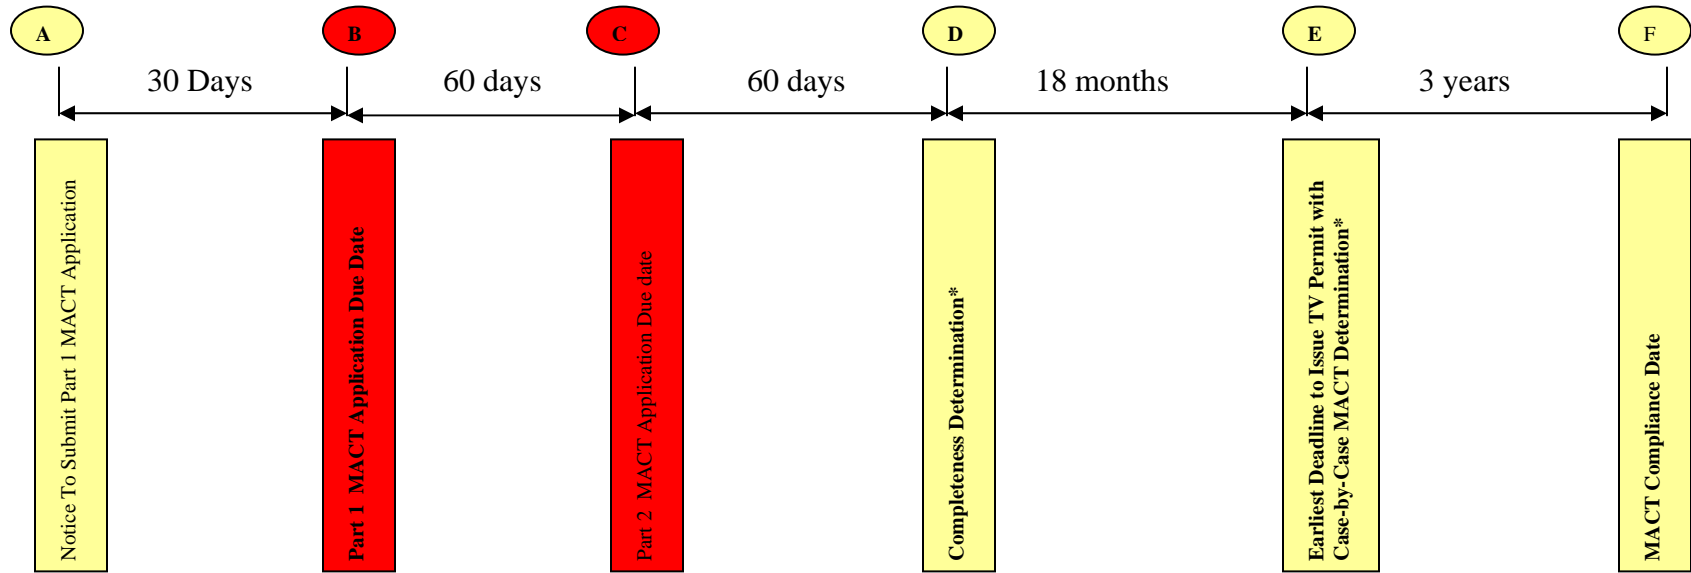 A
B
C
D
E
F
30 Days
60 days
60 days
18 months
3 years
Notice To Submit Part 1 MACT Application
Part 1 MACT Application Due Date
Part 2 MACT Application Due date
Completeness Determination*
Earliest Deadline to Issue TV Permit with
Case-by-Case MACT Determination*
MACT Compliance Date